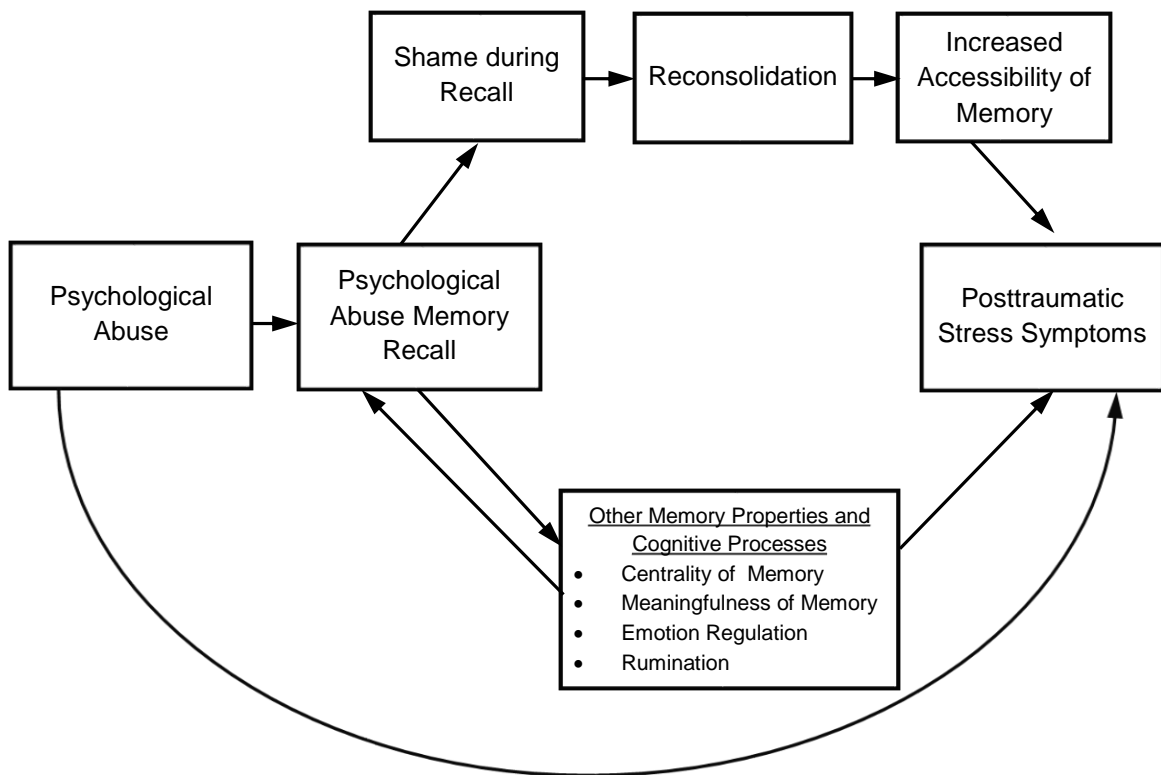 Shame during
Recall
Reconsolidation
Increased
Accessibility of
Memory
Psychological
Abuse
Psychological
Abuse Memory
Recall
Posttraumatic
Stress Symptoms
Other Memory Properties and
Cognitive Processes
• Centrality of Memory
• Meaningfulness of Memory
• Emotion Regulation
• Rumination